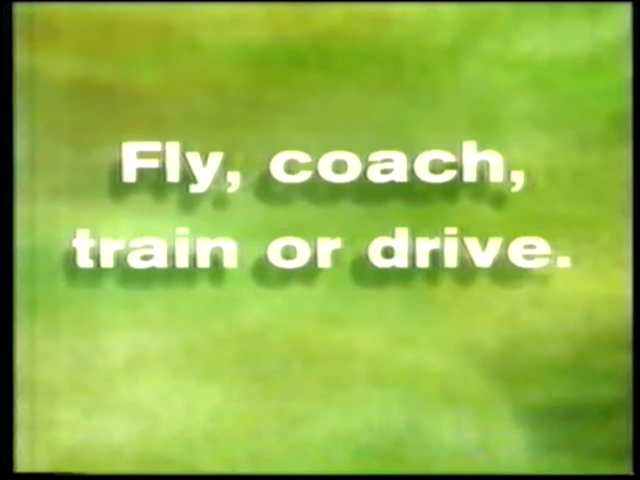 Fly, coach,
train or drive.